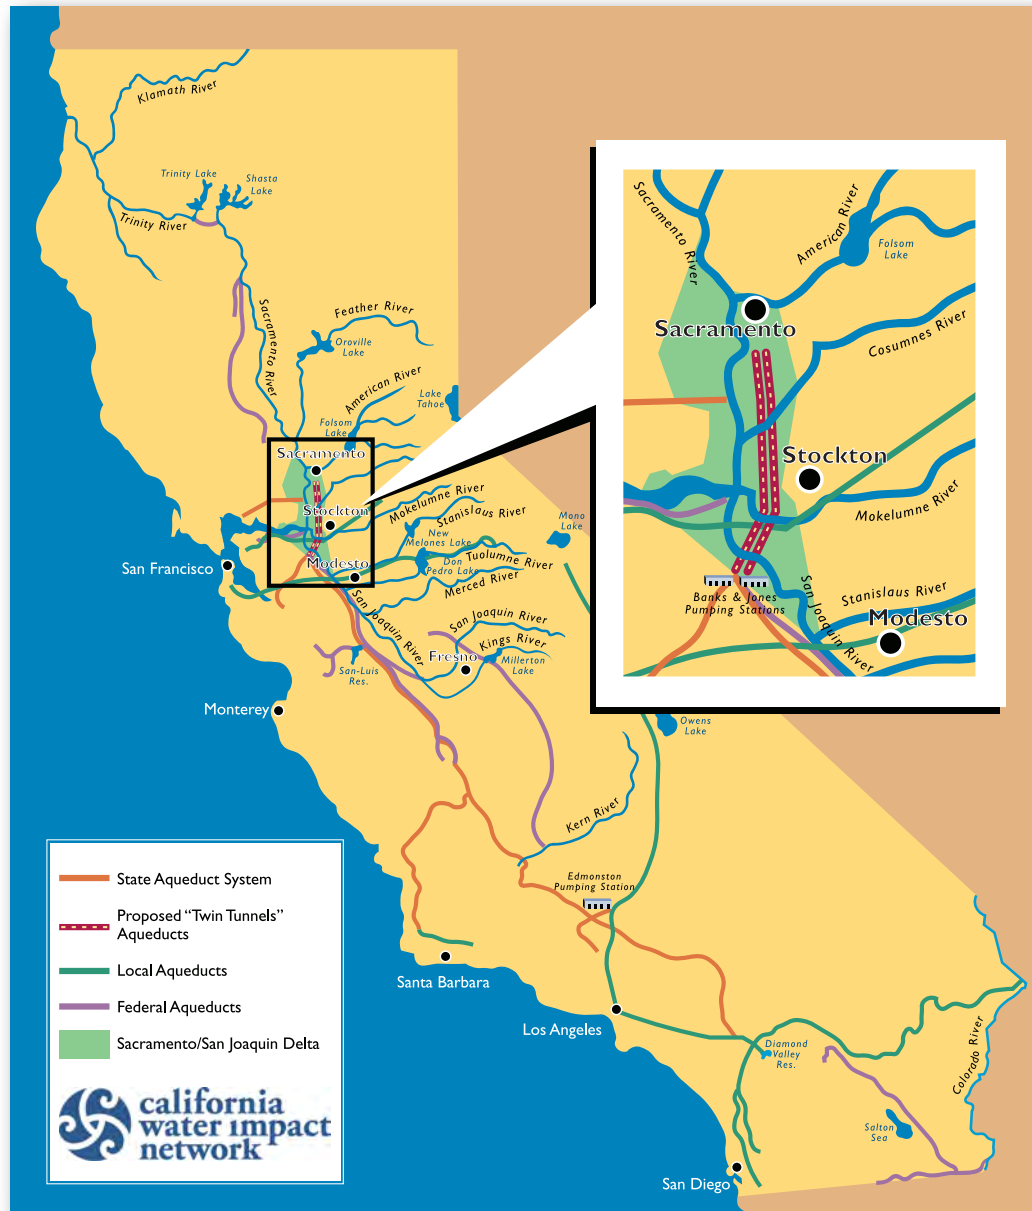 Klamath River
Trinity Lake
Shasta
Lake
Trinity River
Sacramento River
Feather River
Oroville
Lake
American River
Lake
Tahoe
Folsom
Lake
Sacramento
Stockton
Mokelumne River
Stanislaus River
New
Melones Lake
Mono
Lake
San Francisco
Modesto
Don
Pedro Lake
Tuolumne River
Merced River
San Joaquin River
San Joaquin River
Kings River
Fresno
Millerton
Lake
San-Luis
Res.
Monterey
Owens
Lake
Kern River
Edmonston
Pumping Station
Santa Barbara
Los Angeles
Diamond
Valley
Res.
Colorado River
Salton
Sea
San Diego
Sacramento River
American River
Folsom
Lake
Sacramento
Cosumnes River
Stockton
Mokelumne River
Banks & Jones
Pumping Stations
San Joaquin River
Stanislaus River
Modesto
State Aqueduct System
Proposed “Twin Tunnels”
Aqueducts
Local Aqueducts
Federal Aqueducts
Sacramento/San Joaquin Delta
california
water impact
network